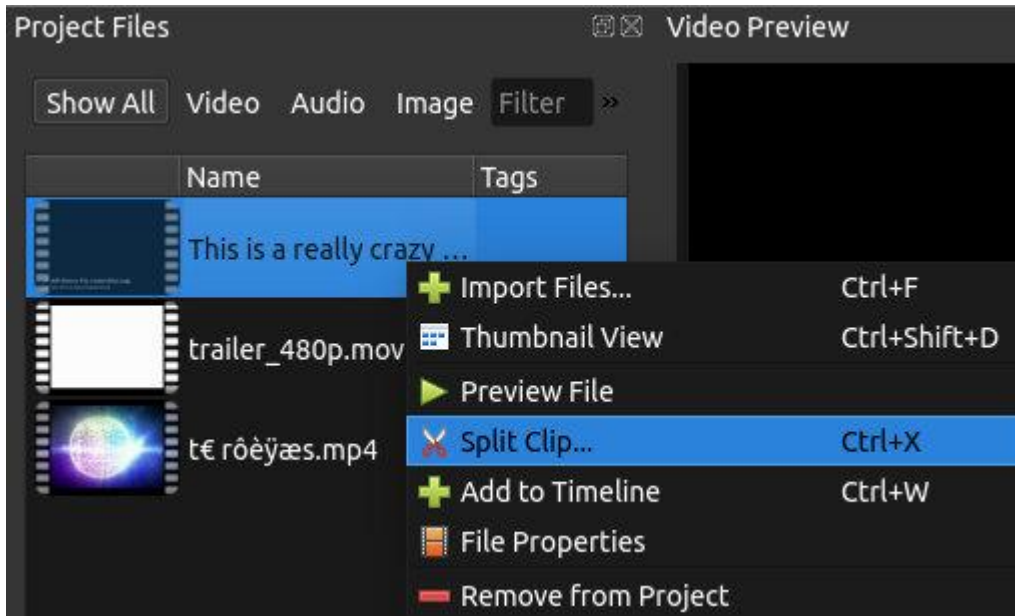 Project Files
Video Preview
Show All Video Audio Image Filter »
Name Tags
This is a really crazy ...
trailer_480p.mov
t€ rôèÿæs.mp4
Import Files... Ctrl+F
Thumbnail View Ctrl+Shift+D
Preview File
Split Clip... Ctrl+X
Add to Timeline Ctrl+W
File Properties
Remove from Project